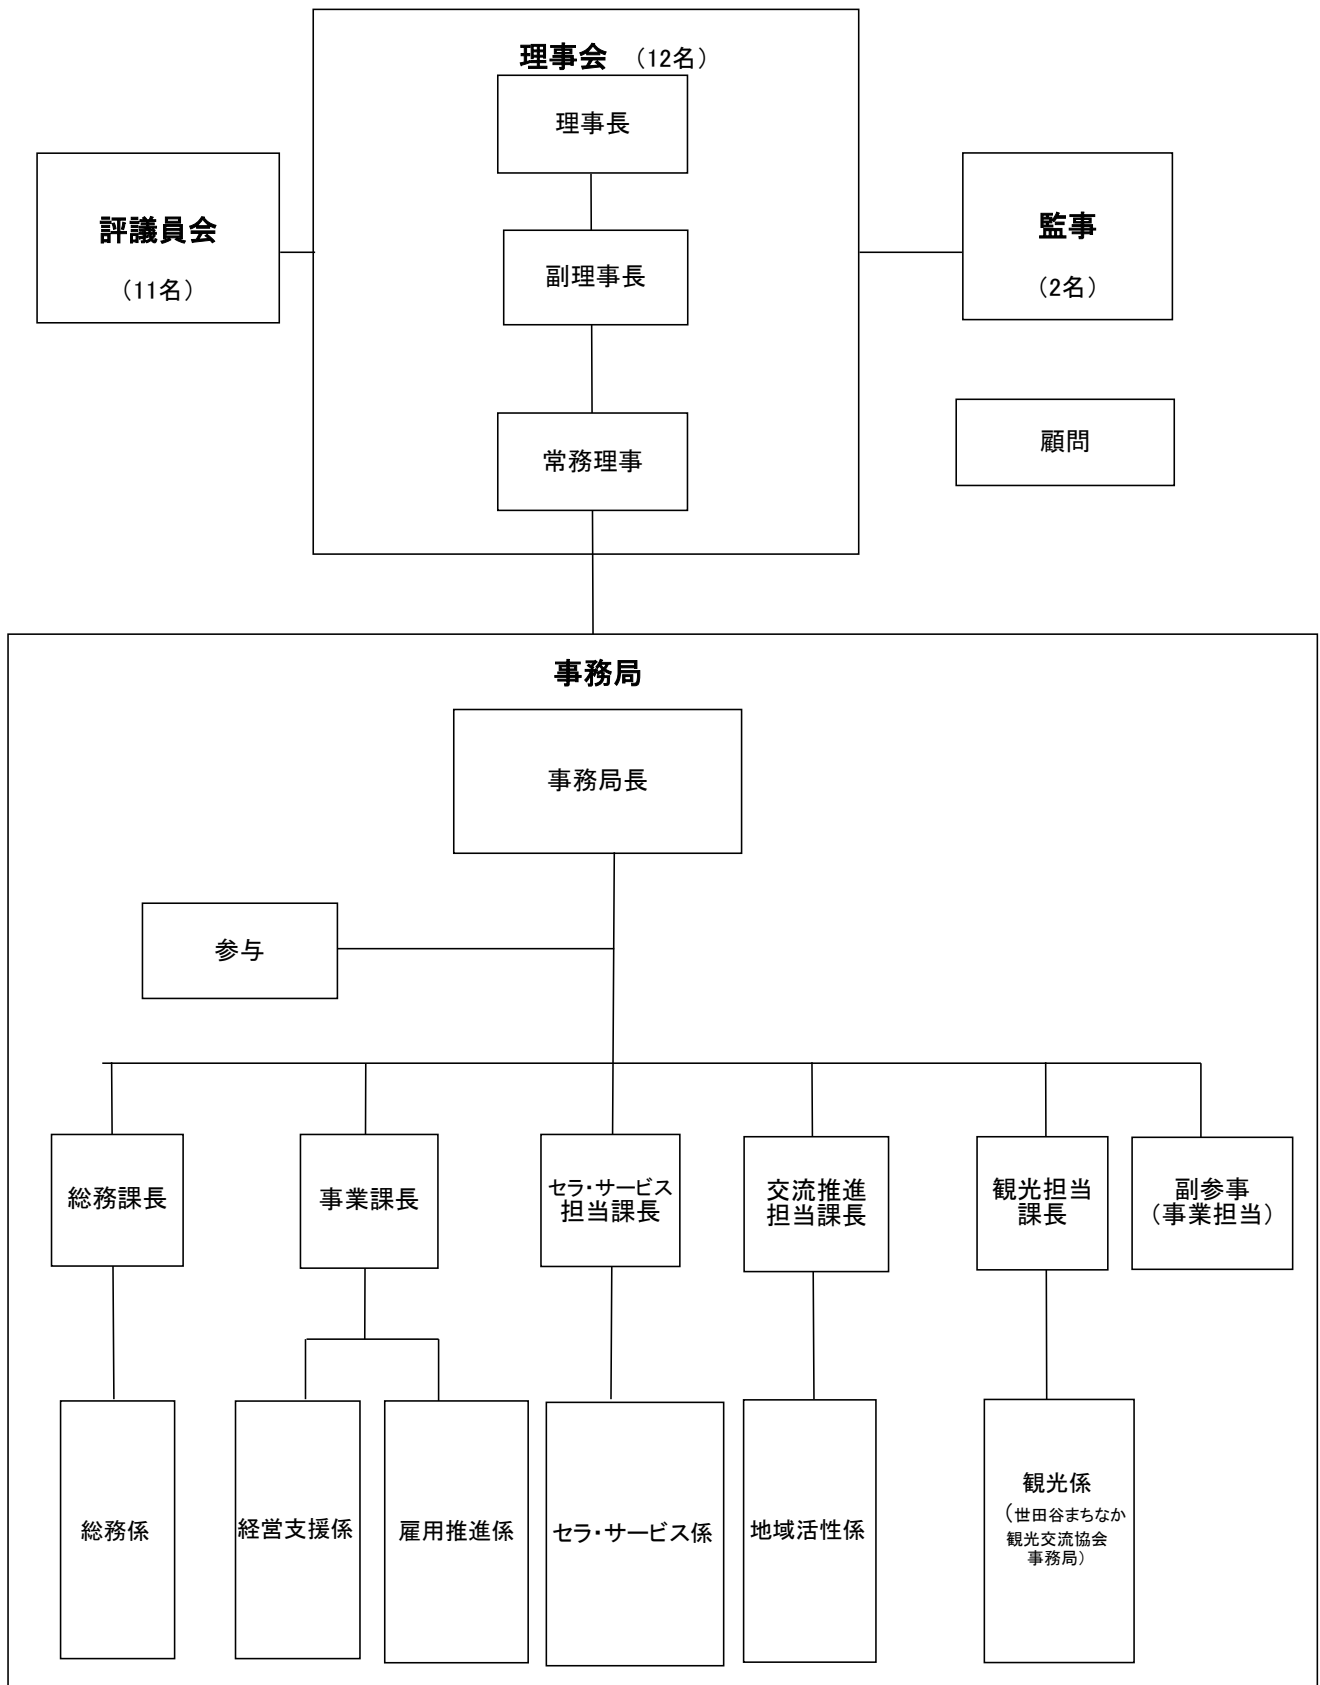 理事会 （12名）
理事長
評議員会
（11名）
副理事長
監事
（2名）
顧問
常務理事
事務局
事務局長
参与
総務課長
事業課長
セラ・サービス
担当課長
交流推進
担当課長
観光担当
課長
副参事
（事業担当）
総務係
経営支援係
雇用推進係
セラ・サービス係
地域活性係
観光係
（世田谷まちなか
観光交流協会
事務局）